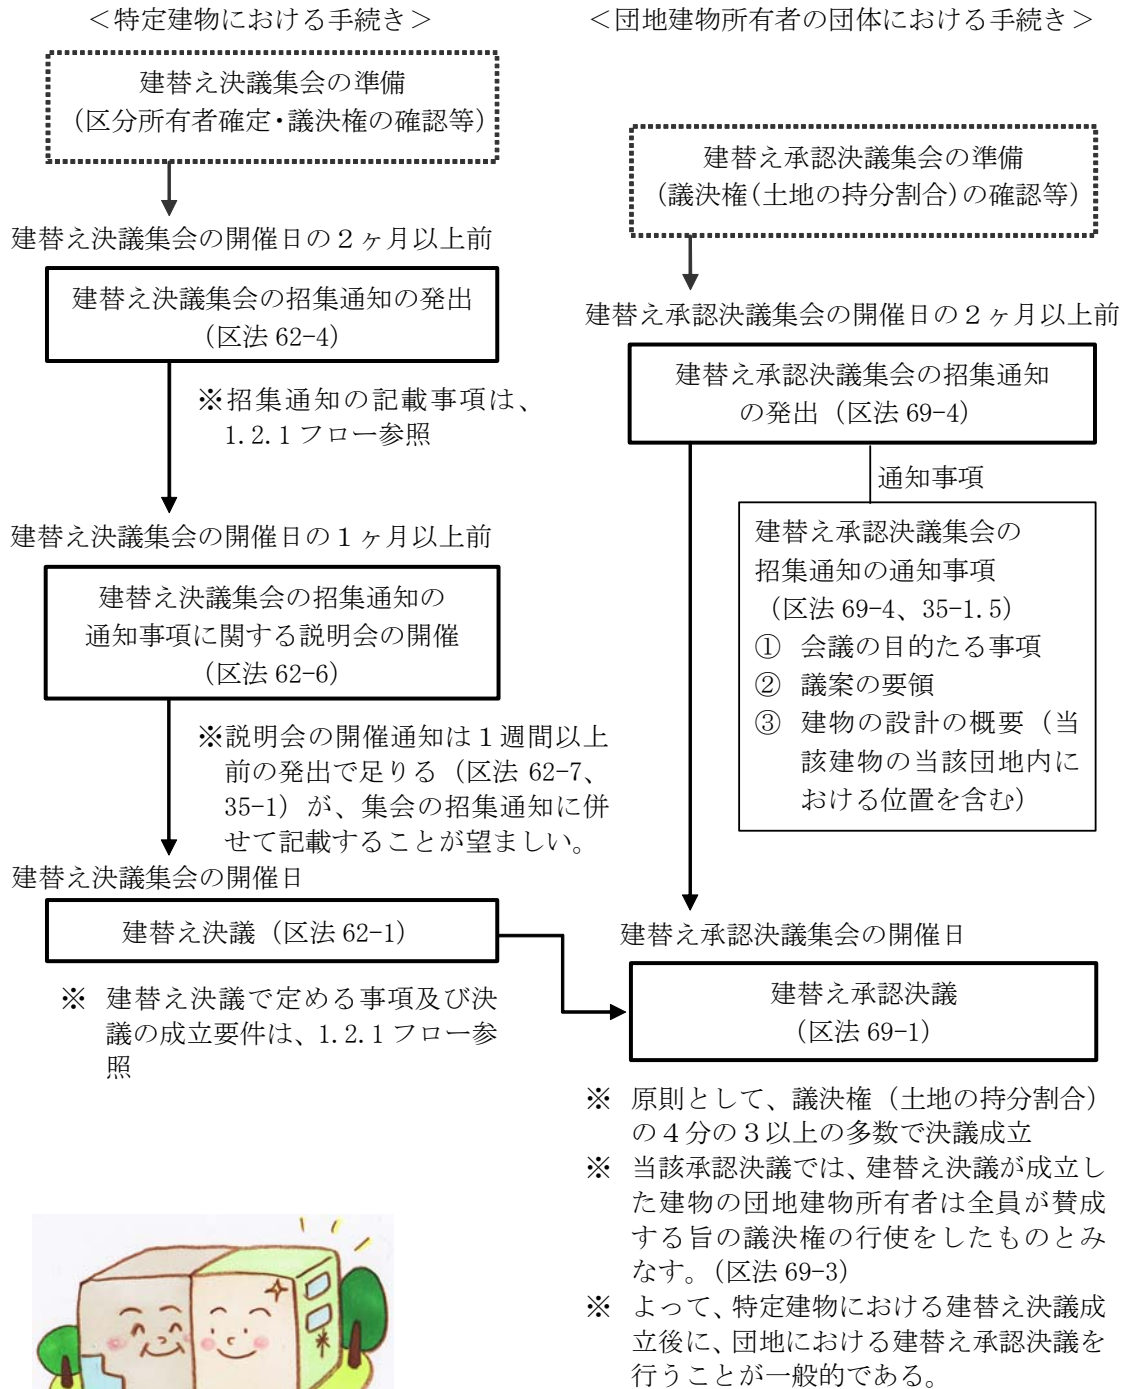 ＜特定建物における手続き＞
建替え決議集会の準備
（区分所有者確定・議決権の確認等）
建替え決議集会の開催日の２ヶ月以上前
建替え決議集会の招集通知の発出
（区法 62-4）
※招集通知の記載事項は、
1.2.1 フロー参照
建替え決議集会の開催日の１ヶ月以上前
建替え決議集会の招集通知の
通知事項に関する説明会の開催
（区法 62-6）
※説明会の開催通知は１週間以上
前の発出で足りる（区法 62-7、
35-1）が、集会の招集通知に併
せて記載することが望ましい。
建替え決議集会の開催日
建替え決議（区法 62-1）
※ 建替え決議で定める事項及び決
議の成立要件は、1.2.1 フロー参
照
＜団地建物所有者の団体における手続き＞
建替え承認決議集会の準備
（議決権（土地の持分割合）の確認等）
建替え承認決議集会の開催日の２ヶ月以上前
建替え承認決議集会の招集通知
の発出（区法 69-4）
通知事項
建替え承認決議集会の
招集通知の通知事項
（区法 69-4、35-1.5）
① 会議の目的たる事項
② 議案の要領
③ 建物の設計の概要（当
該建物の当該団地内に
おける位置を含む）
建替え承認決議集会の開催日
建替え承認決議
（区法 69-1）
※ 原則として、議決権（土地の持分割合）
の４分の３以上の多数で決議成立
※ 当該承認決議では、建替え決議が成立し
た建物の団地建物所有者は全員が賛成
する旨の議決権の行使をしたものとみ
なす。（区法 69-3）
※ よって、特定建物における建替え決議成
立後に、団地における建替え承認決議を
行うことが一般的である。